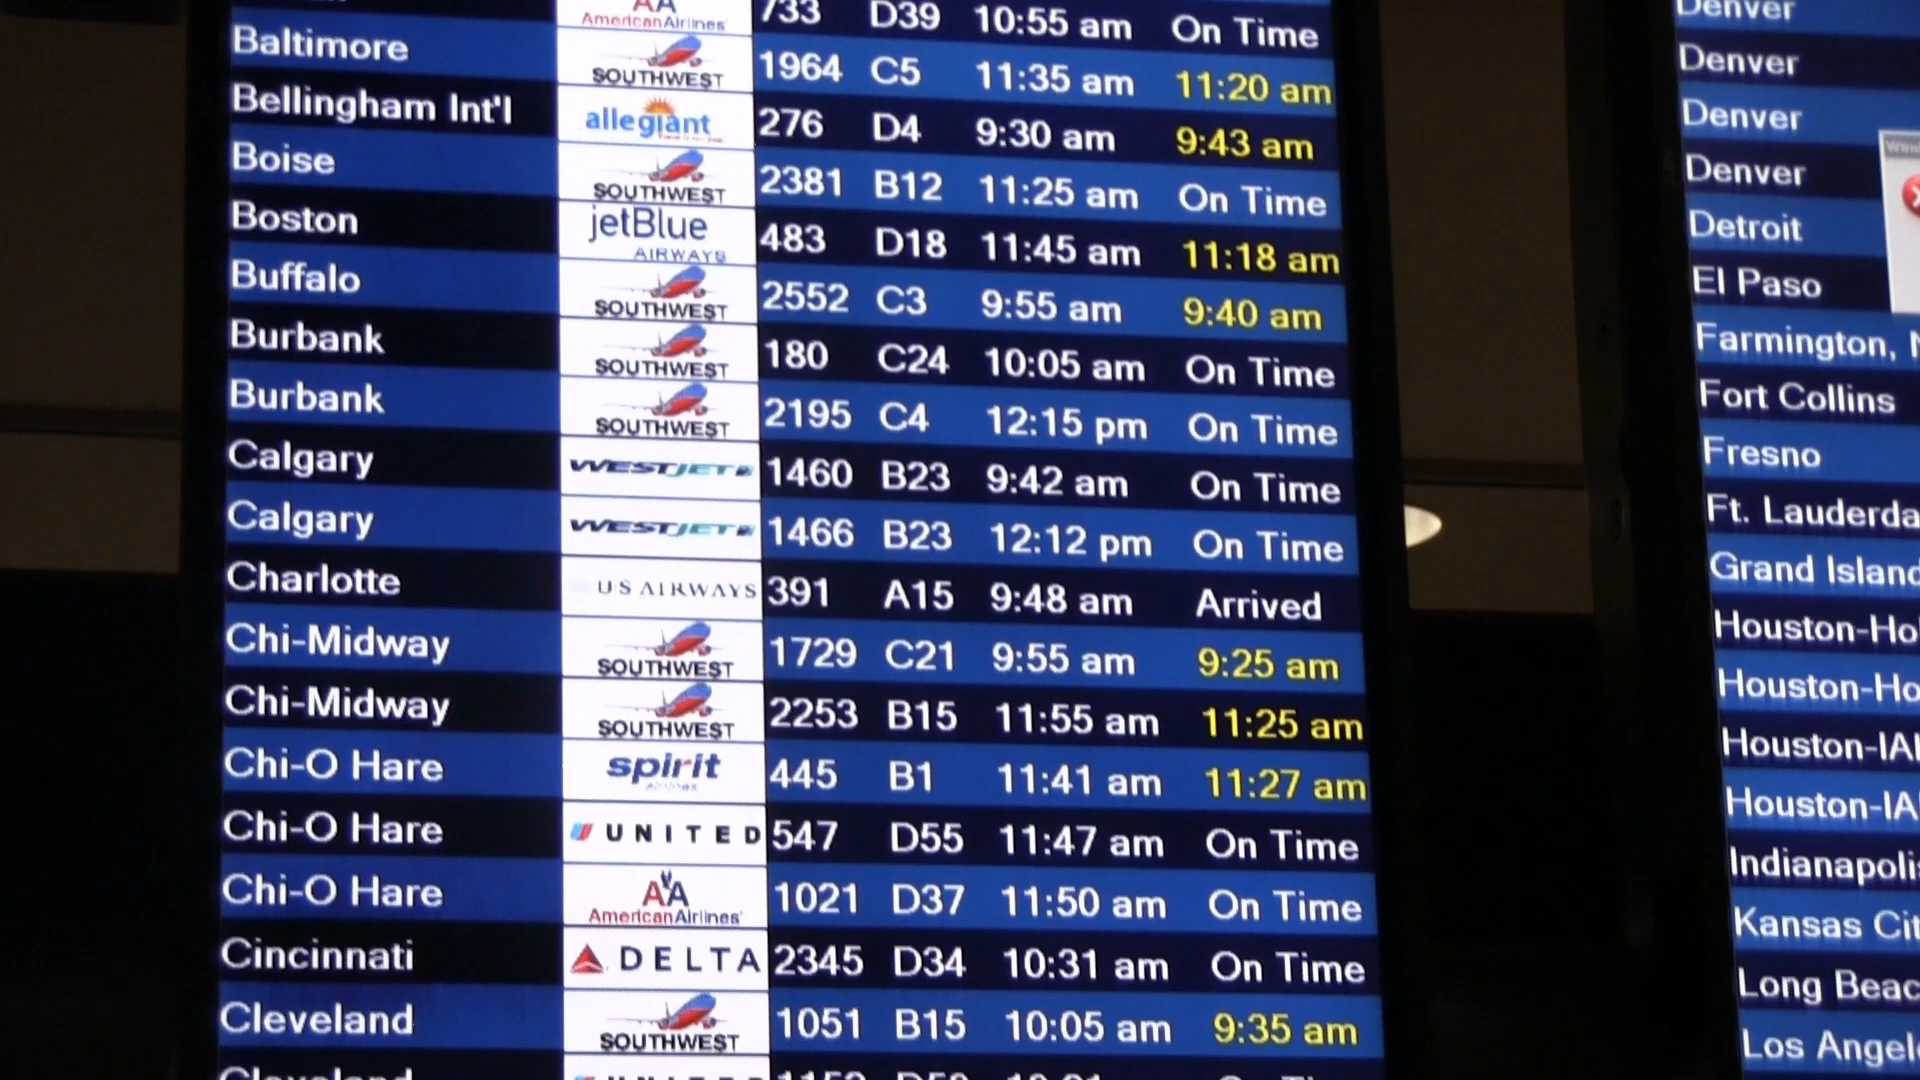 AmericanAirlines 733 D39 10:55 am On Time
Baltimore SOUTHWEST 1964 C5 11:35 am 11:20 am
Bellingham Int'l allegiant 276 D4 9:30 am 9:43 am
Boise SOUTHWEST 2381 B12 11:25 am On Time
Boston jetBlue AIRWAYS 483 D18 11:45 am 11:18 am
Buffalo SOUTHWEST 2552 C3 9:55 am 9:40 am
Burbank SOUTHWEST 180 C24 10:05 am On Time
Burbank SOUTHWEST 2195 C4 12:15 pm On Time
Calgary WESTJET 1460 B23 9:42 am On Time
Calgary WESTJET 1466 B23 12:12 pm On Time
Charlotte US AIRWAYS 391 A15 9:48 am Arrived
Chi-Midway SOUTHWEST 1729 C21 9:55 am 9:25 am
Chi-Midway SOUTHWEST 2253 B15 11:55 am 11:25 am
Chi-O Hare spirit 445 B1 11:41 am 11:27 am
Chi-O Hare UNITED 547 D55 11:47 am On Time
Chi-O Hare AA AmericanAirlines 1021 D37 11:50 am On Time
Cincinnati DELTA 2345 D34 10:31 am On Time
Cleveland SOUTHWEST 1051 B15 10:05 am 9:35 am
Cleveland UNITED
Denver
Denver
Denver
Denver
Detroit
El Paso
Farmington, N
Fort Collins
Fresno
Ft. Lauderda
Grand Island
Houston-Ho
Houston-Ho
Houston-IA
Houston-IA
Indianapolis
Kansas Cit
Long Beac
Los Angele